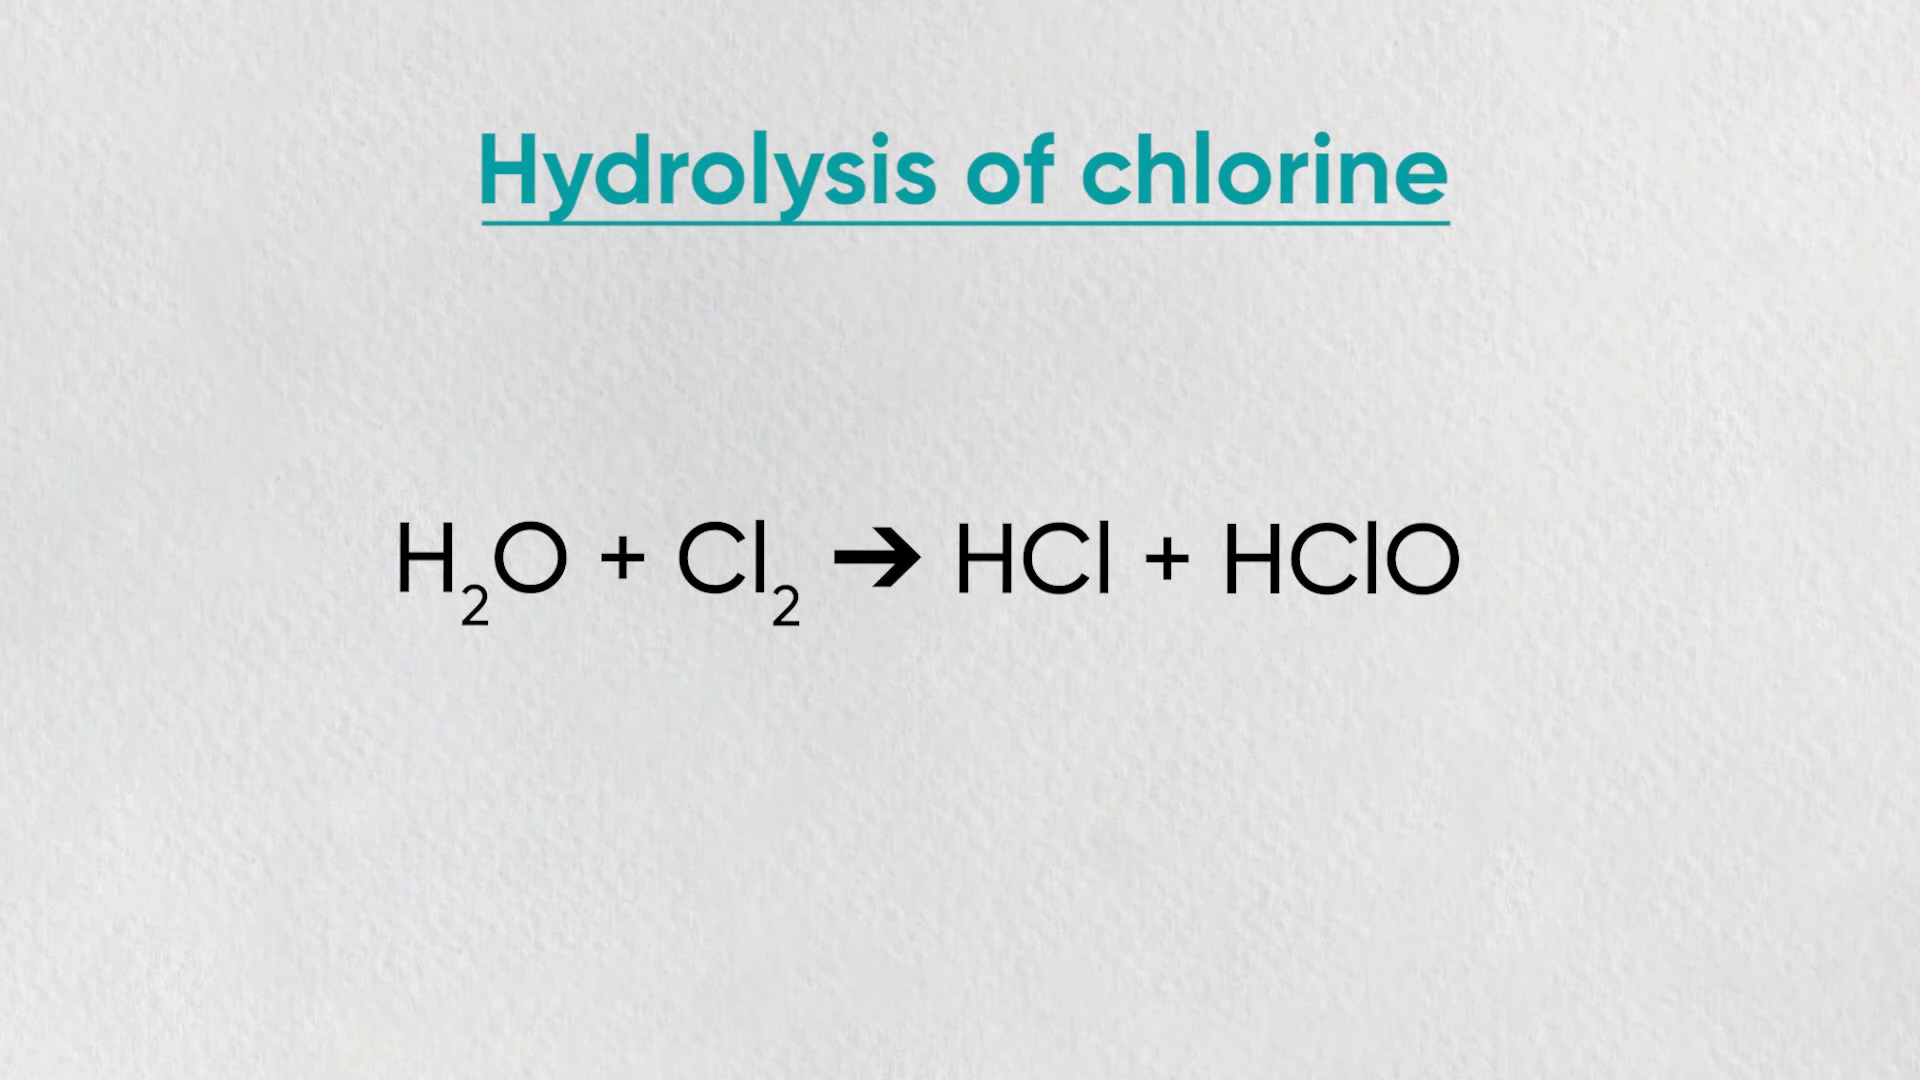 Hydrolysis of chlorine
H₂O + Cl₂ ➔ HCl + HClO